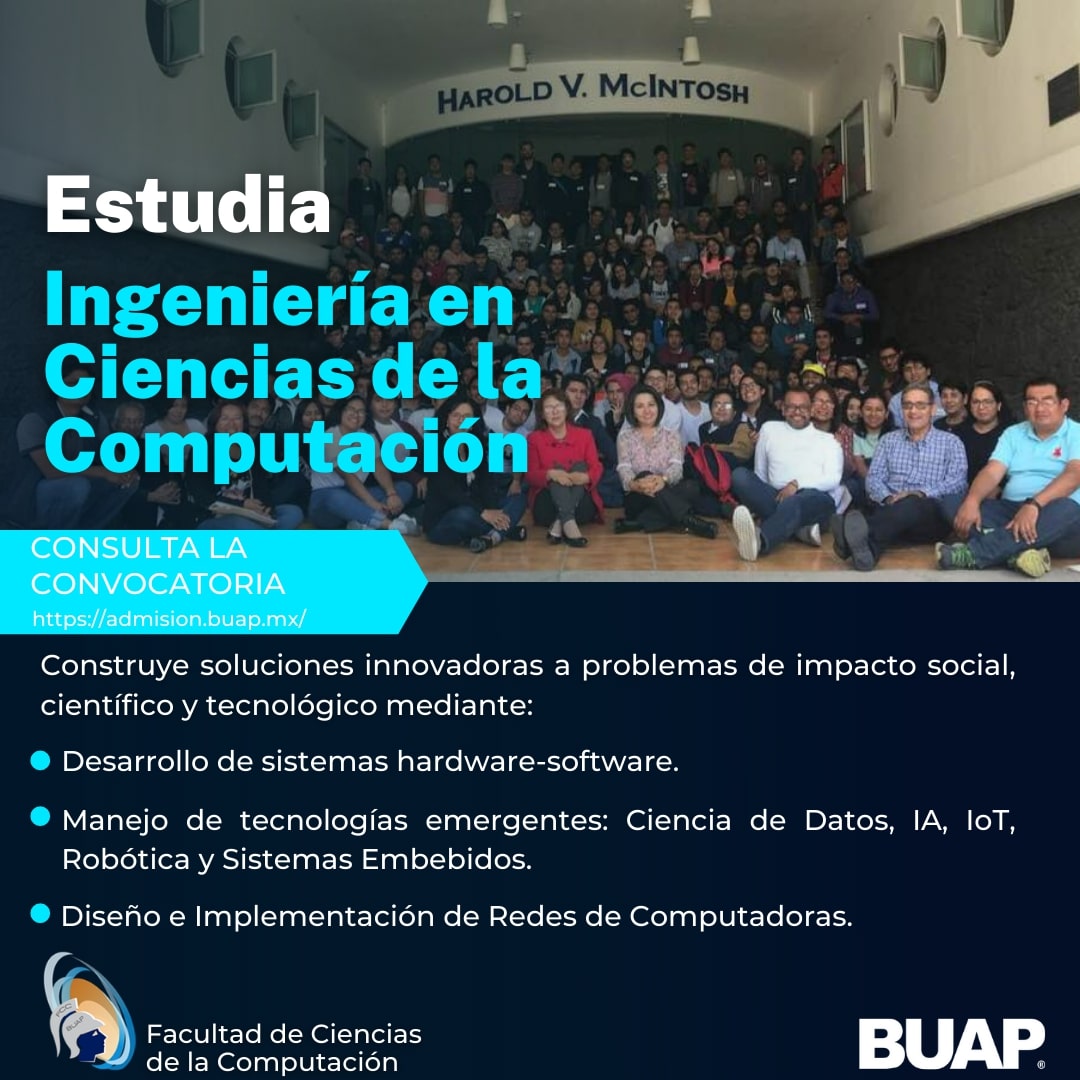 HAROLD V. MCINTOSH
Estudia
Ingeniería en
Ciencias de la
Computación
CONSULTA LA
CONVOCATORIA
https://admision.buap.mx/
Construye soluciones innovadoras a problemas de impacto social,
científico y tecnológico mediante:
Desarrollo de sistemas hardware-software.
Manejo de tecnologías emergentes: Ciencia de Datos, IA, IoT,
Robótica y Sistemas Embebidos.
Diseño e Implementación de Redes de Computadoras.
FCC
BUAP
Facultad de Ciencias
de la Computación
BUAP®